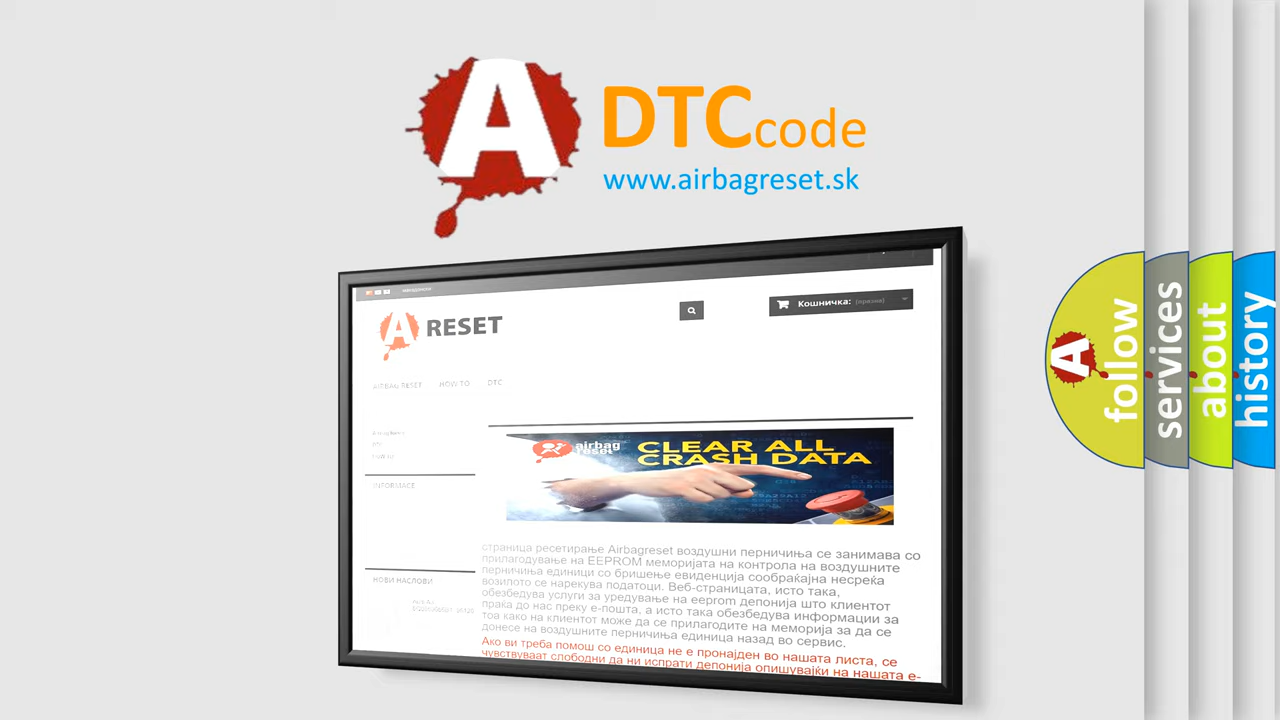 A DTC code
www.airbagreset.sk
Кошничка: (празни)
A RESET
AIRBAG RESET HOW TO DTC
airbag
reset
CLEAR ALL
CRASH DATA
INFORMACE
страница ресетирање Airbagreset воздушни перничиња се занимава со
прилагодување на EEPROM меморијата на контрола на воздушните
перничиња единици со бришење евиденција сообраќајна несреќа
возилото се нарекува податоци. Веб-страницата, исто така,
обезбедува услуги за уредување на eeprom депонија што клиентот
праќа до нас преку е-пошта, а исто така обезбедува информации за
тоа како на клиентот може да се прилагодите на меморија за да се
донесе на воздушните перничиња единица назад во сервис.
НОВИ НАСЛОВИ
Ако ви треба помош со единица не е пронајден во нашата листа, се
чувствуваат слободни да ни испрати депонија опишувајќи на нашата е-
A follow
services
about
history